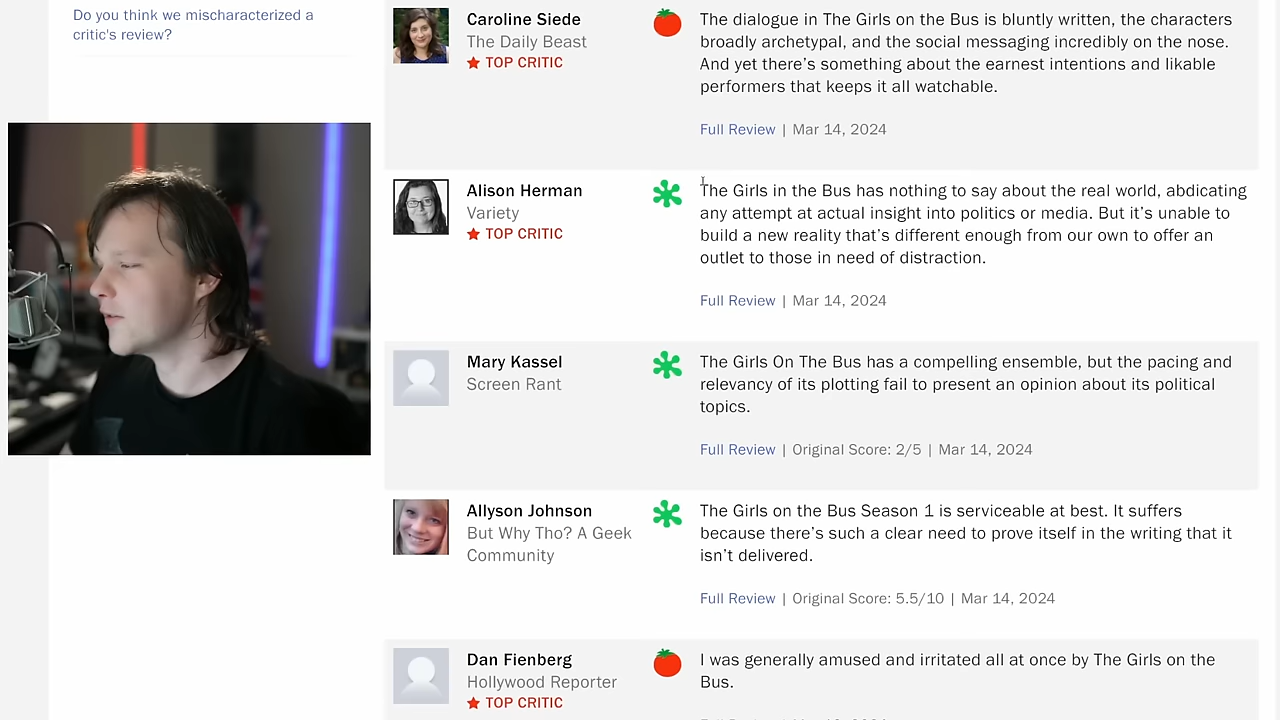 Do you think we mischaracterized a
critic's review?
Caroline Siede
The Daily Beast
TOP CRITIC
The dialogue in The Girls on the Bus is bluntly written, the characters
broadly archetypal, and the social messaging incredibly on the nose.
And yet there's something about the earnest intentions and likable
performers that keeps it all watchable.
Full Review | Mar 14, 2024
Alison Herman
Variety
TOP CRITIC
The Girls in the Bus has nothing to say about the real world, abdicating
any attempt at actual insight into politics or media. But it's unable to
build a new reality that's different enough from our own to offer an
outlet to those in need of distraction.
Full Review | Mar 14, 2024
Mary Kassel
Screen Rant
The Girls On The Bus has a compelling ensemble, but the pacing and
relevancy of its plotting fail to present an opinion about its political
topics.
Full Review | Original Score: 2/5 | Mar 14, 2024
Allyson Johnson
But Why Tho? A Geek
Community
The Girls on the Bus Season 1 is serviceable at best. It suffers
because there's such a clear need to prove itself in the writing that it
isn't delivered.
Full Review | Original Score: 5.5/10 | Mar 14, 2024
Dan Fienberg
Hollywood Reporter
TOP CRITIC
I was generally amused and irritated all at once by The Girls on the
Bus.